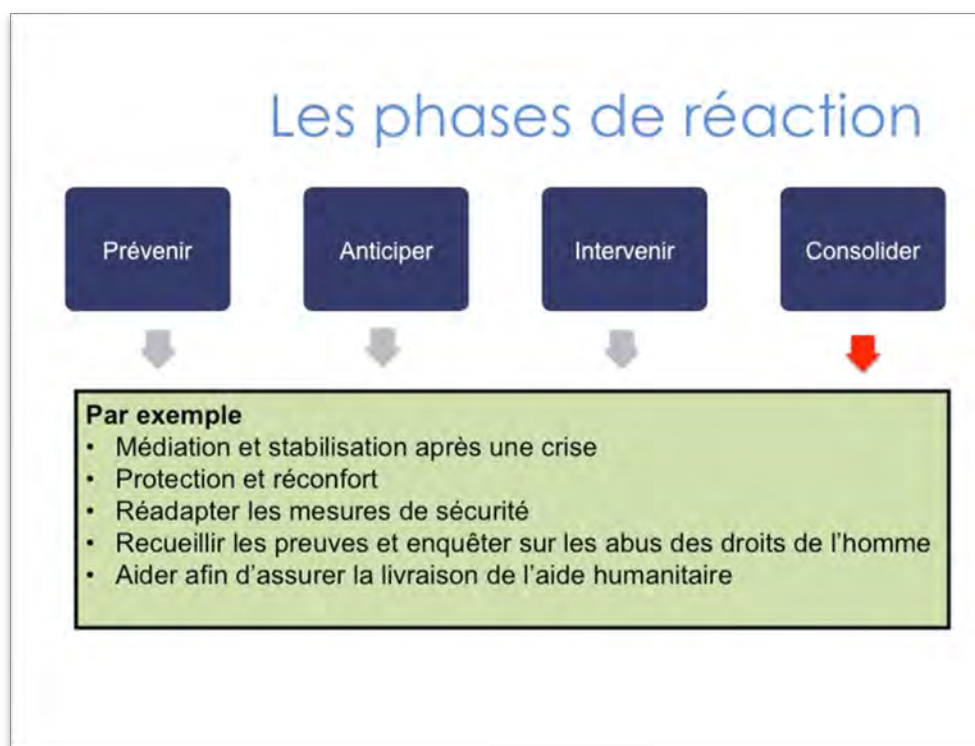 Les phases de réaction
Prévenir
Anticiper
Intervenir
Consolider
Par exemple
• Médiation et stabilisation après une crise
• Protection et réconfort
• Réadapter les mesures de sécurité
• Recueillir les preuves et enquêter sur les abus des droits de l'homme
• Aider afin d'assurer la livraison de l'aide humanitaire